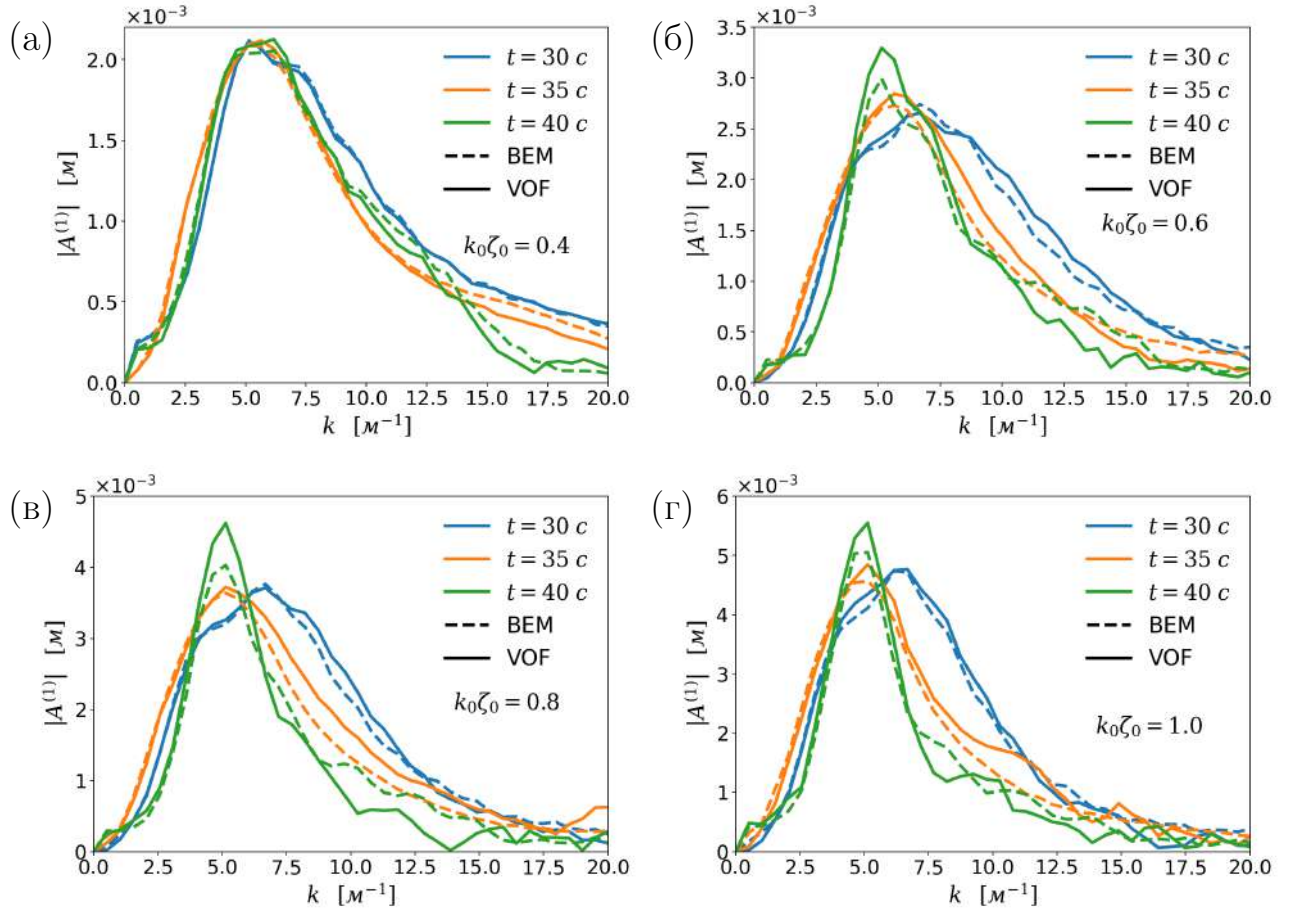 (а)
×10⁻³
|A⁽¹⁾| [м]
2.0
1.5
1.0
0.5
0.0
0.0 2.5 5.0 7.5 10.0 12.5 15.0 17.5 20.0
k [м⁻¹]
t = 30 c
t = 35 c
t = 40 c
BEM
VOF
k₀ζ₀ = 0.4
(б)
×10⁻³
|A⁽¹⁾| [м]
3.5
3.0
2.5
2.0
1.5
1.0
0.5
0.0
0.0 2.5 5.0 7.5 10.0 12.5 15.0 17.5 20.0
k [м⁻¹]
t = 30 c
t = 35 c
t = 40 c
BEM
VOF
k₀ζ₀ = 0.6
(в)
×10⁻³
|A⁽¹⁾| [м]
5
4
3
2
1
0
0.0 2.5 5.0 7.5 10.0 12.5 15.0 17.5 20.0
k [м⁻¹]
t = 30 c
t = 35 c
t = 40 c
BEM
VOF
k₀ζ₀ = 0.8
(г)
×10⁻³
|A⁽¹⁾| [м]
6
5
4
3
2
1
0
0.0 2.5 5.0 7.5 10.0 12.5 15.0 17.5 20.0
k [м⁻¹]
t = 30 c
t = 35 c
t = 40 c
BEM
VOF
k₀ζ₀ = 1.0